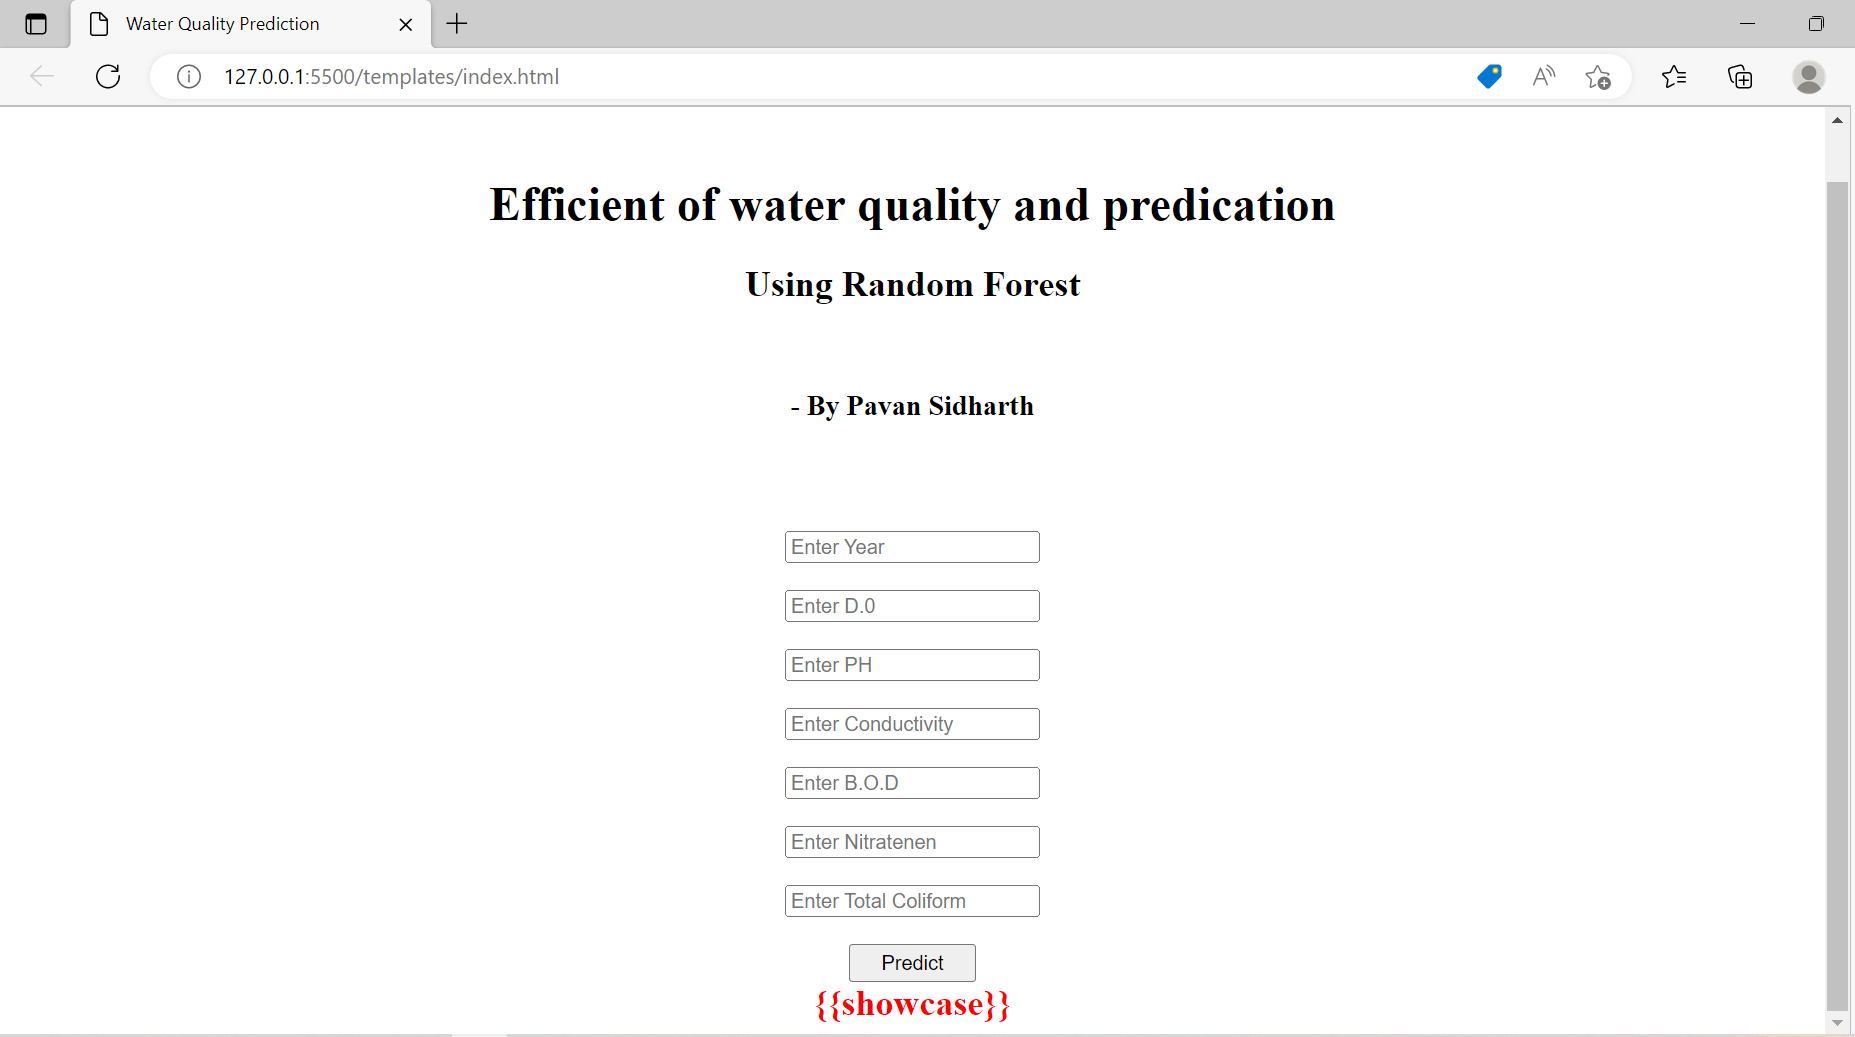 Water Quality Prediction
127.0.0.1:5500/templates/index.html
Efficient of water quality and predication
Using Random Forest
- By Pavan Sidharth
Enter Year
Enter D.0
Enter PH
Enter Conductivity
Enter B.O.D
Enter Nitratenen
Enter Total Coliform
Predict
{{showcase}}